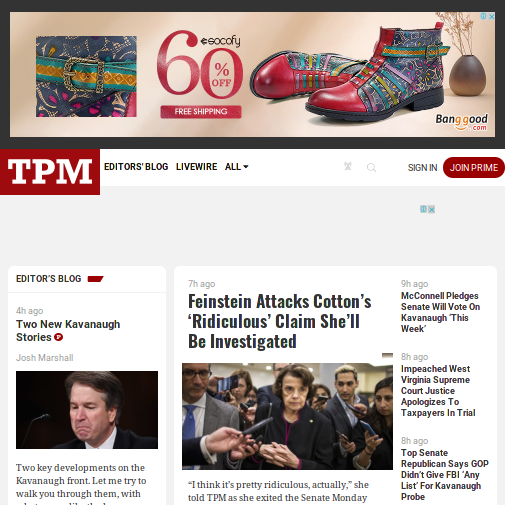 socofy
60
% OFF
FREE SHIPPING
Banggood
.com
TPM
EDITORS' BLOG LIVEWIRE ALL
SIGN IN JOIN PRIME
EDITOR'S BLOG
4h ago
Two New Kavanaugh
Stories P
Josh Marshall
Two key developments on the
Kavanaugh front. Let me try to
walk you through them, with
7h ago
Feinstein Attacks Cotton's
'Ridiculous' Claim She'll
Be Investigated
"I think it's pretty ridiculous, actually," she
told TPM as she exited the Senate Monday
9h ago
McConnell Pledges
Senate Will Vote On
Kavanaugh 'This
Week'
8h ago
Impeached West
Virginia Supreme
Court Justice
Apologizes To
Taxpayers In Trial
8h ago
Top Senate
Republican Says GOP
Didn't Give FBI 'Any
List' For Kavanaugh
Probe